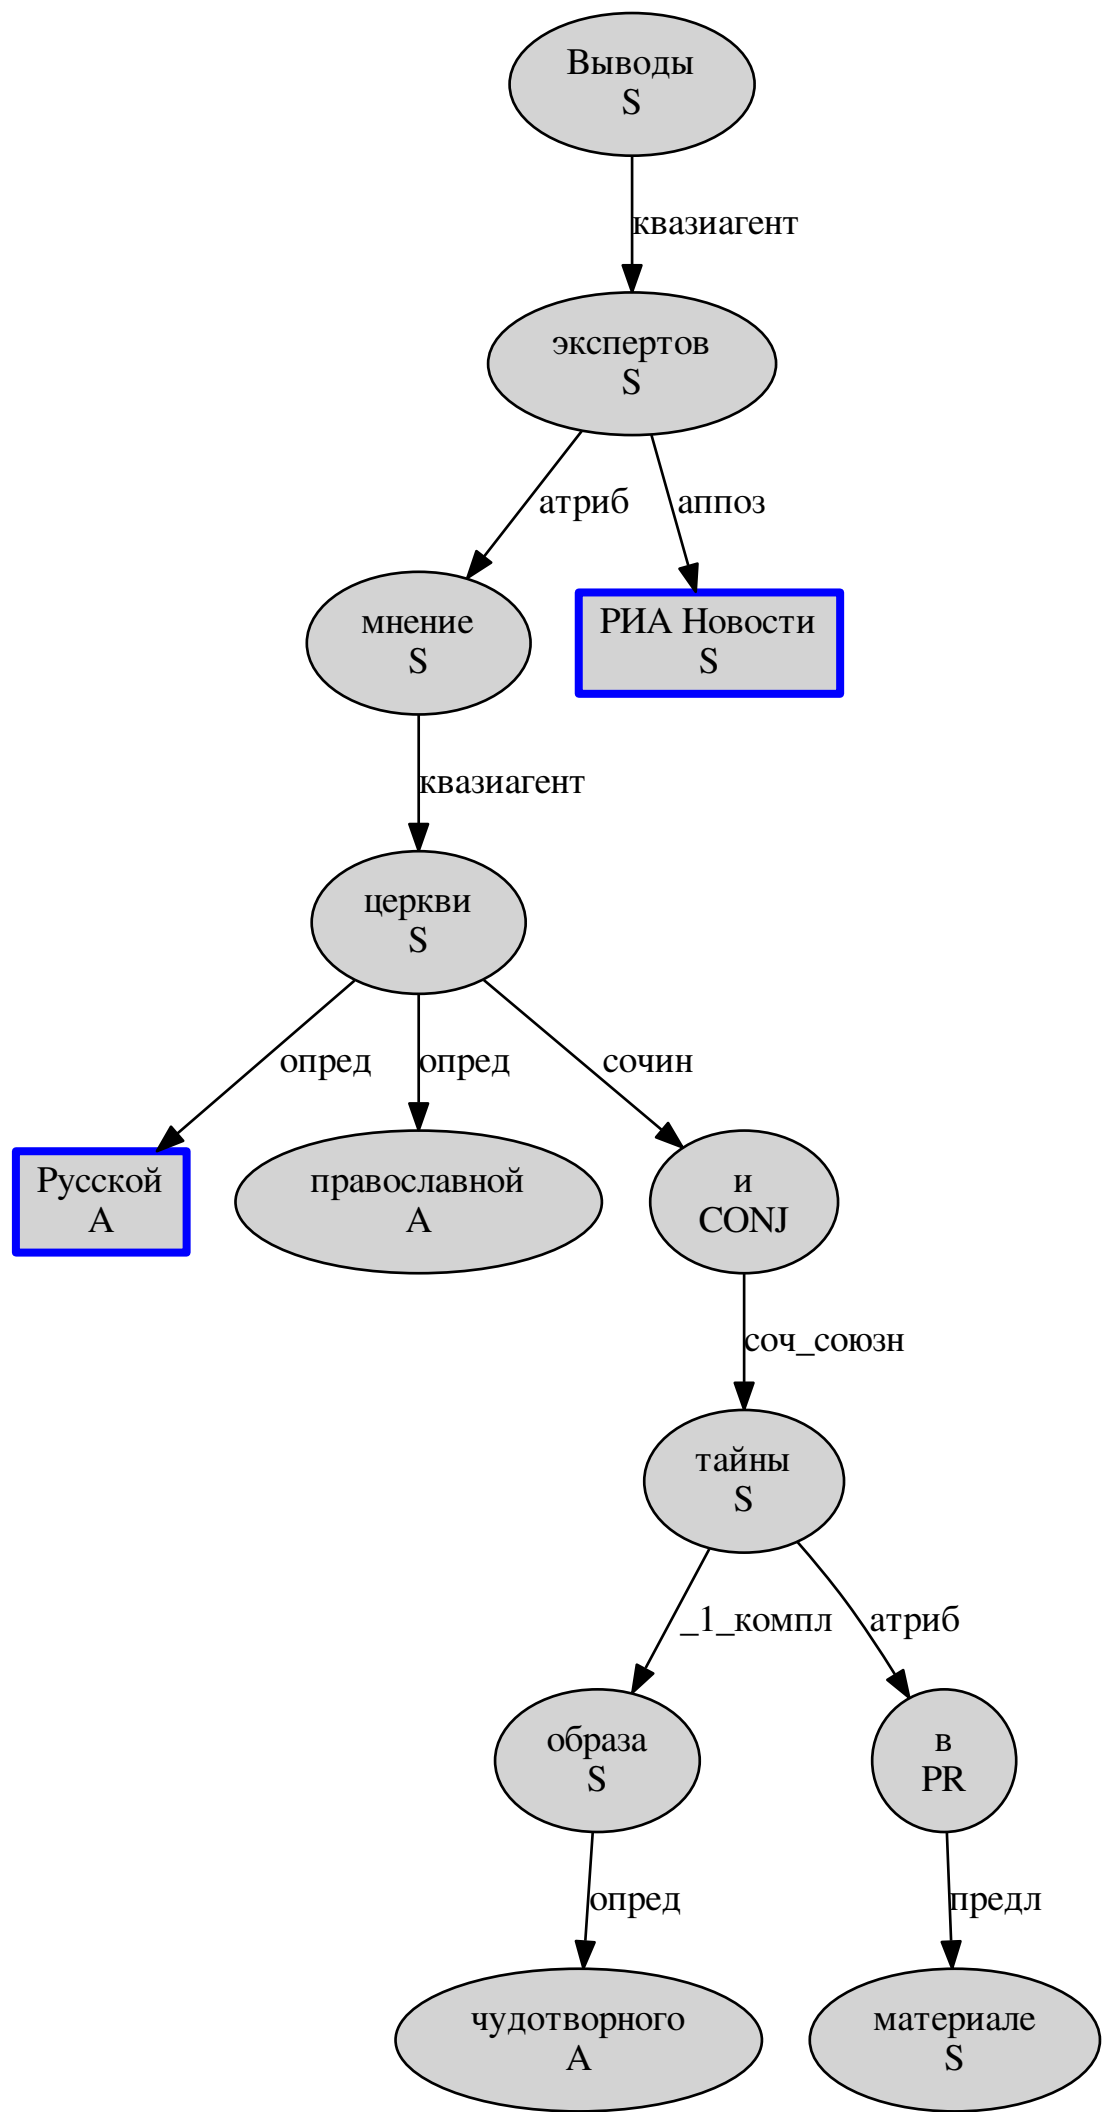 Выводы
S
квазиагент
экспертов
S
атриб
аппоз
мнение
S
РИА Новости
S
квазиагент
церкви
S
опред
опред
сочин
Русской
A
православной
A
и
CONJ
соч_союзн
тайны
S
_1_компл
атриб
образа
S
в
PR
опред
предл
чудотворного
A
материале
S